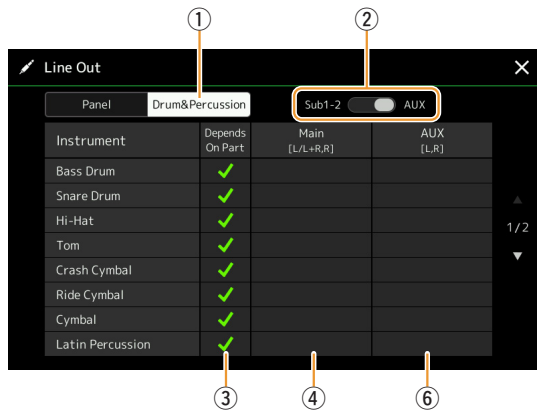 ① ②
Line Out
Panel Drum&Percussion Sub1-2 AUX
Instrument Depends On Part Main [L/L+R,R] AUX [L,R]
Bass Drum
Snare Drum
Hi-Hat
1/2
Tom
Crash Cymbal
Ride Cymbal
Cymbal
Latin Percussion
③ ④ ⑥